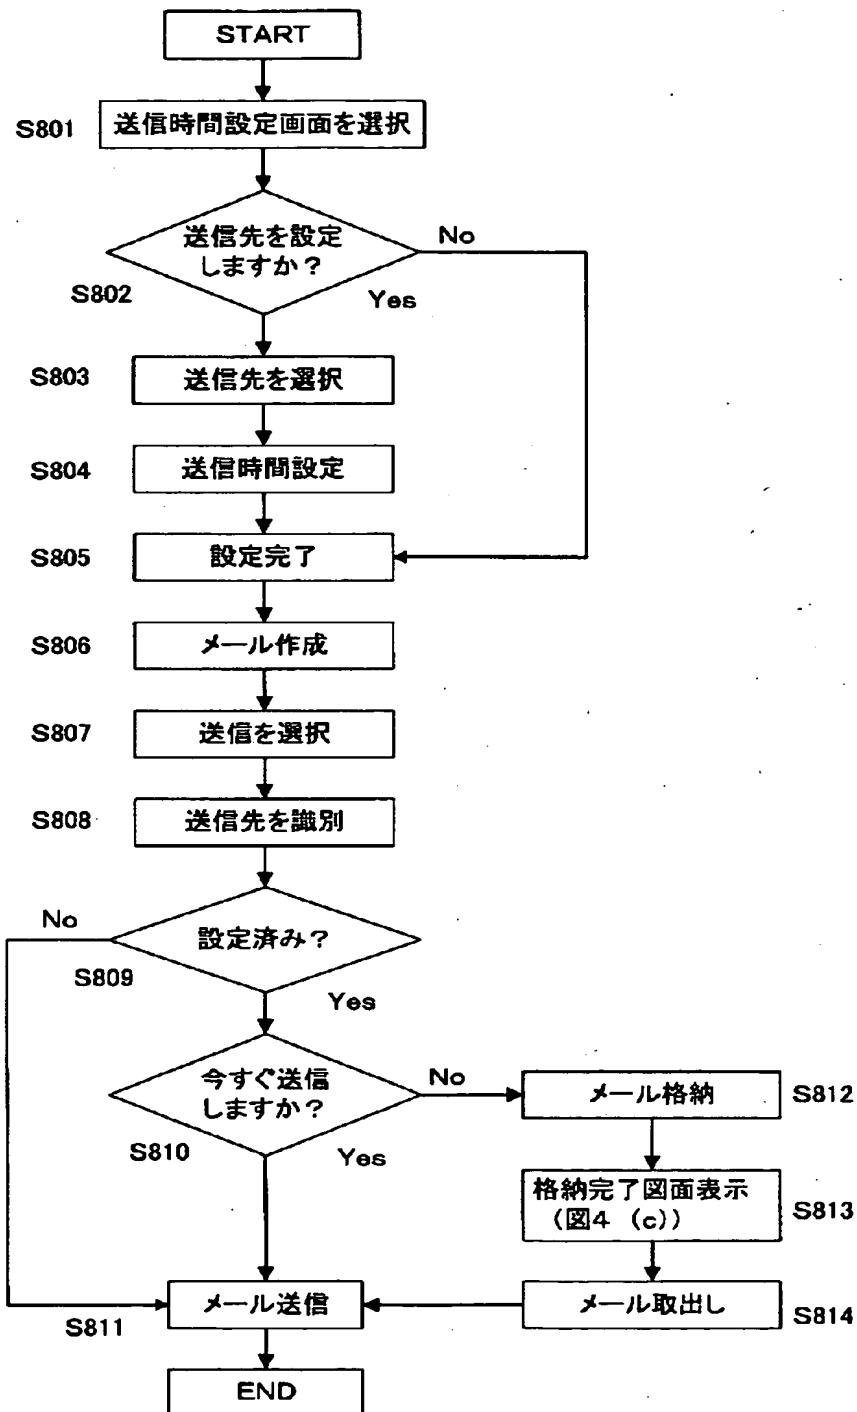 START
S801
送信時間設定画面を選択
送信先を設定
しますか？
No
S802
Yes
S803
送信先を選択
S804
送信時間設定
S805
設定完了
S806
メール作成
S807
送信を選択
S808
送信先を識別
No
設定済み？
S809
Yes
今すぐ送信
しますか？
No
メール格納
S812
S810
Yes
格納完了図面表示
（図4 （c））
S813
メール送信
メール取出し
S811
S814
END